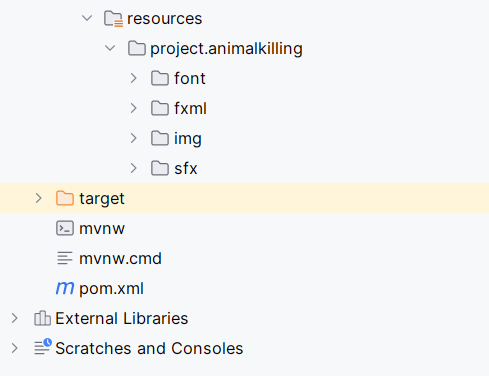 resources
project.animalkilling
font
fxml
img
sfx
target
mvnw
mvnw.cmd
pom.xml
External Libraries
Scratches and Consoles